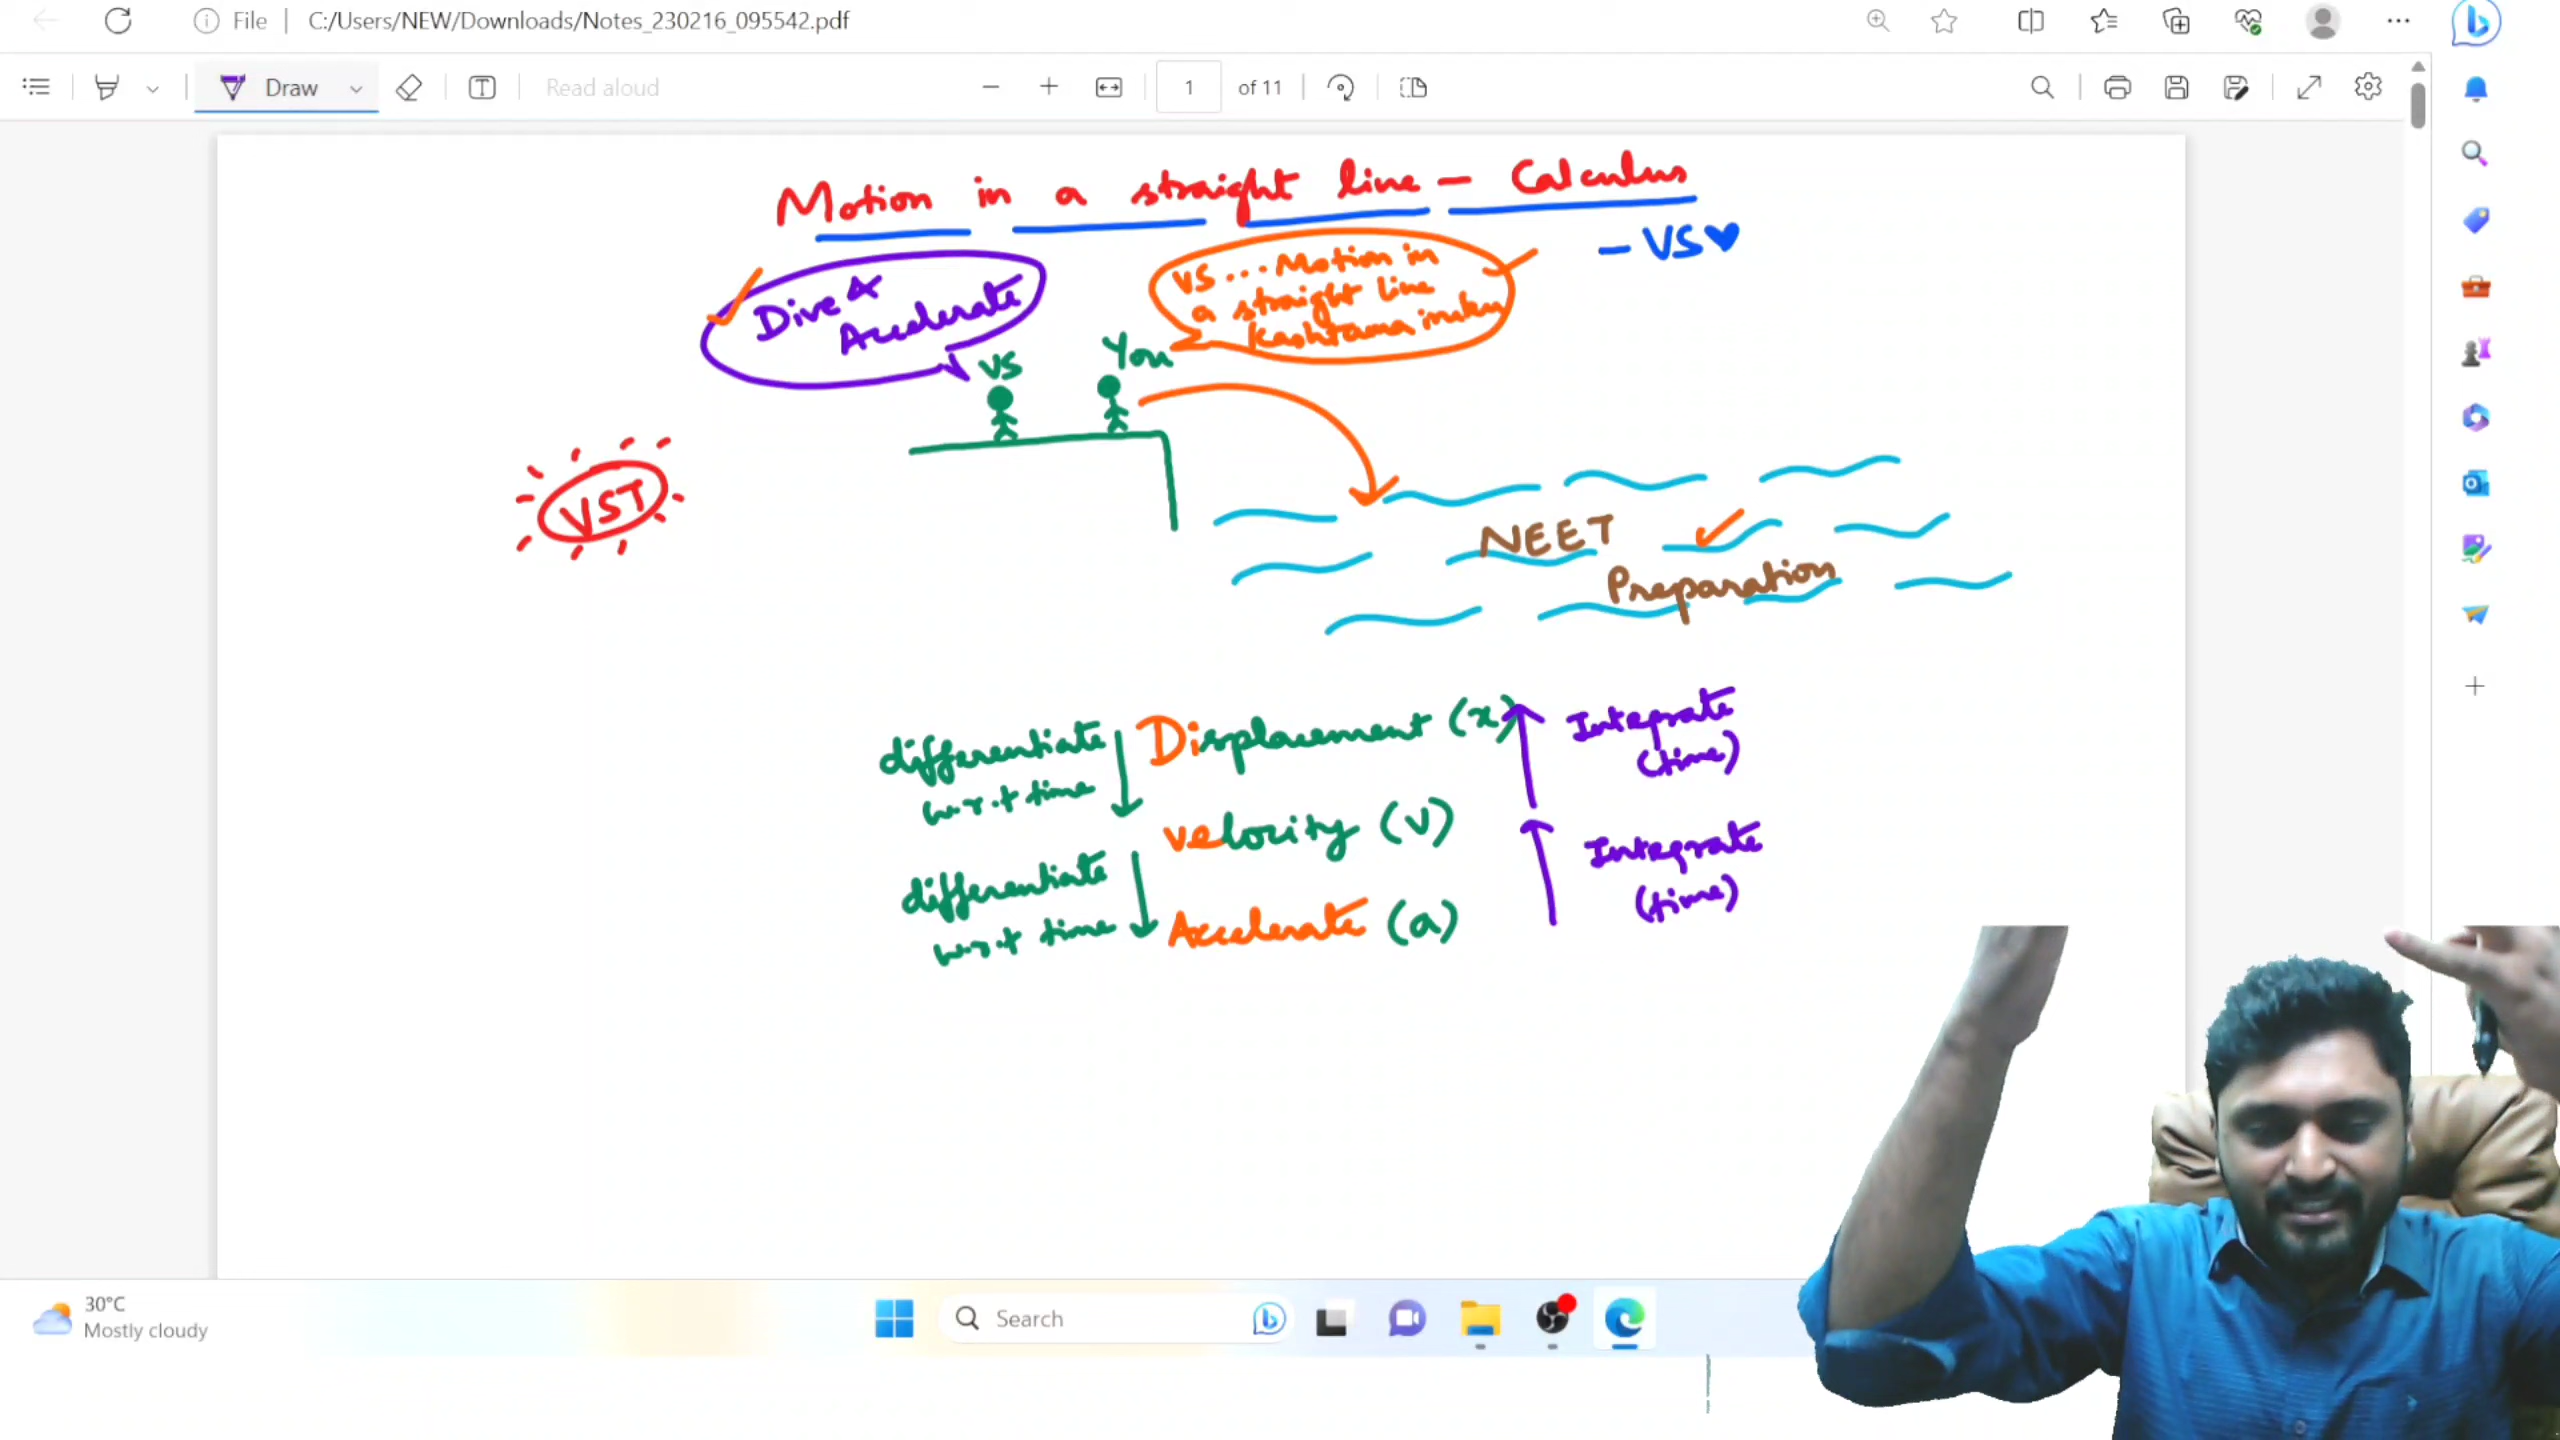 File | C:/Users/NEW/Downloads/Notes_230216_095542.pdf
Draw
Read aloud
1 of 11
Motion in a straight line - Calculus
- VS
Dive &
Accelerate
VS ... Motion in
a straight line
Kashtama
VS
You
VST
NEET
Preparation
differentiate
w.r.t time
Displacement (x)
Integrate
(time)
velocity (v)
differentiate
w.r.t time
Integrate
(time)
Accelerate (a)
30°C
Mostly cloudy
Search